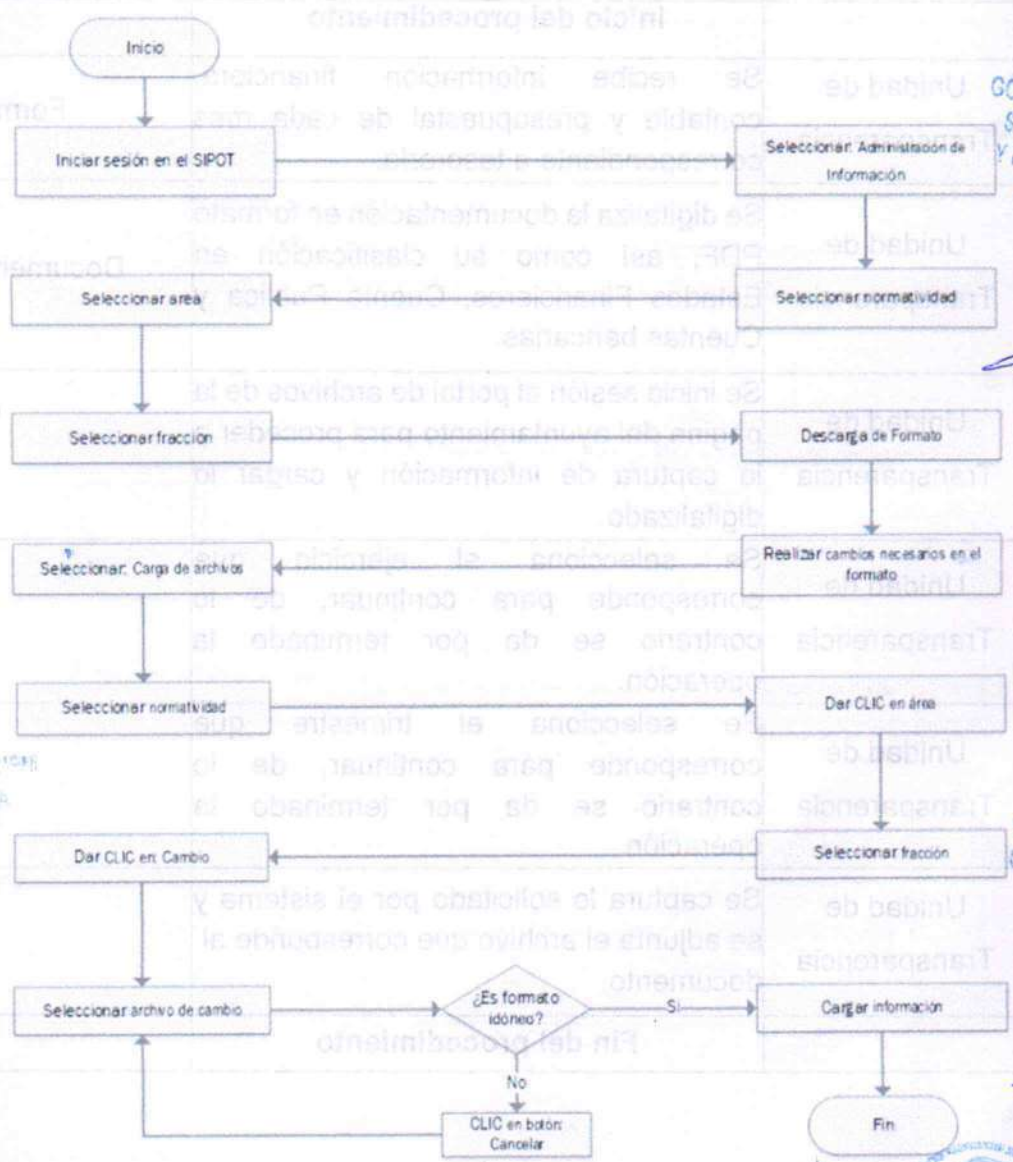 Inicio
Iniciar sesión en el SIPOT
Seleccionar: Administración de
Información
Seleccionar normatividad
Seleccionar area
Seleccionar fracción
Descarga de Formato
Realizar cambios necesarios en el
formato
Seleccionar: Carga de archivos
Seleccionar normatividad
Dar CLIC en área
Seleccionar fracción
Dar CLIC en: Cambio
Seleccionar archivo de cambio
¿Es formato
idóneo?
Si
Cargar información
No
CLIC en botón:
Cancelar
Fin
Inicio del procedimiento
Unidad de
Transparencia
Se recibe información financiera,
contable y presupuestal de cada mes
correspondiente a tesorería.
Unidad de
Transparencia
Se digitaliza la documentación en formato
PDF, así como su clasificación en
Estados Financieros, Cuenta Pública y
Cuentas bancarias.
Unidad de
Transparencia
Se inicia sesión al portal de archivos de la
página del ayuntamiento para proceder a
la captura de información y cargar lo
digitalizado.
Unidad de
Transparencia
Se selecciona el ejercicio que
corresponde para continuar, de lo
contrario se da por terminado la
operación.
Unidad de
Transparencia
Se selecciona el trimestre que
corresponde para continuar, de lo
contrario se da por terminado la
operación.
Unidad de
Transparencia
Se captura lo solicitado por el sistema y
se adjunta el archivo que corresponde al
documento.
Fin del procedimiento